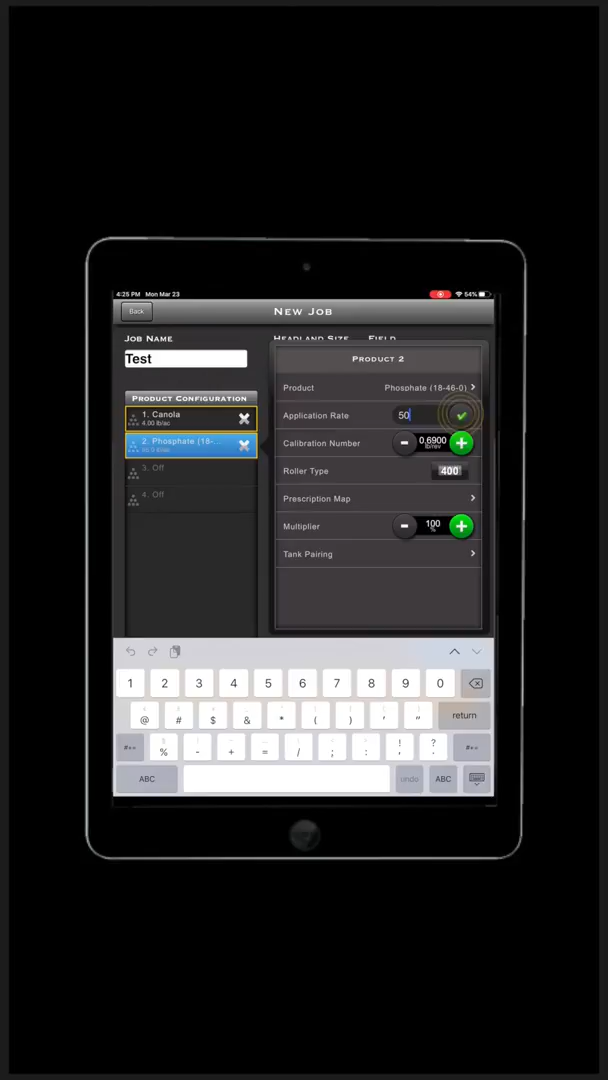 4:25 PM Mon Mar 23
54%
Back
New Job
Job Name
Headland Size
Field
Test
Product Configuration
1. Canola
4.00 lb/ac
2. Phosphate (18-...
lb/ac
3. Off
4. Off
Product 2
Product
Phosphate (18-46-0)
Application Rate
50
Calibration Number
-
0.6900
lb/rev
+
Roller Type
400
Prescription Map
Multiplier
-
100
%
+
Tank Pairing
1 2 3 4 5 6 7 8 9 0
@ # $ & * ( ) ' "
return
#+=
% - + = / ; : ! , ? .
#+=
ABC
undo
ABC